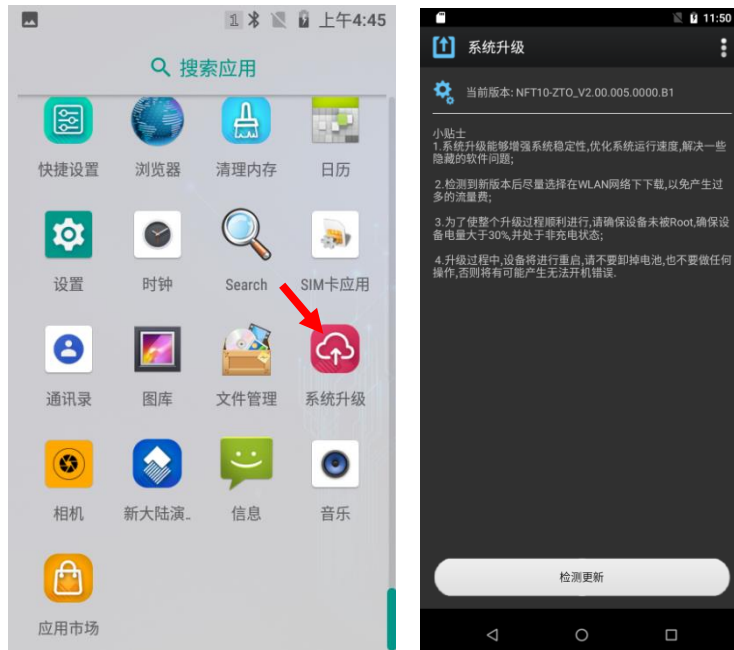 1 上午4:45
搜索应用
快捷设置 浏览器 清理内存 日历
设置 时钟 Search SIM卡应用
通讯录 图库 文件管理 系统升级
相机 新大陆演.. 信息 音乐
应用市场
11:50
系统升级
当前版本: NFT10-ZTO_V2.00.005.0000.B1
小贴士
1.系统升级能够增强系统稳定性,优化系统运行速度,解决一些
隐藏的软件问题;
2.检测到新版本后尽量选择在WLAN网络下下载,以免产生过
多的流量费;
3.为了使整个升级过程顺利进行,请确保设备未被Root,确保设
备电量大于30%,并处于非充电状态;
4.升级过程中,设备将进行重启,请不要卸掉电池,也不要做任何
操作,否则将有可能产生无法开机错误.
检测更新